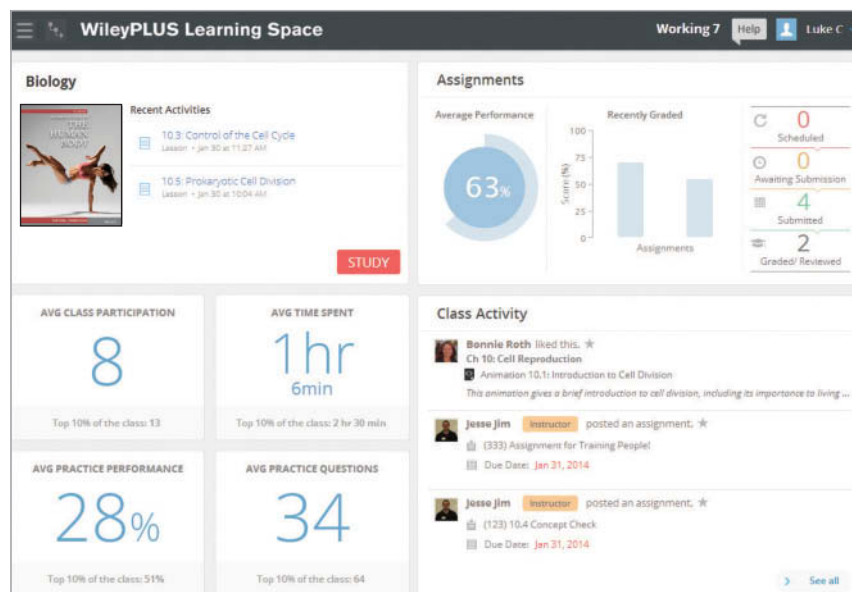 WileyPLUS Learning Space
Working 7
Help
Luke C
Biology
THE HUMAN BODY
Recent Activities
10.3: Control of the Cell Cycle
Lesson • Jan 30 at 11:27 AM
10.5: Prokaryotic Cell Division
Lesson • Jan 30 at 10:04 AM
STUDY
Assignments
Average Performance
63%
Recently Graded
Score (%)
100
75
50
25
0
Assignments
0
Scheduled
0
Awaiting Submission
4
Submitted
2
Graded/ Reviewed
AVG CLASS PARTICIPATION
8
Top 10% of the class: 13
AVG TIME SPENT
1hr
6min
Top 10% of the class: 2 hr 30 min
AVG PRACTICE PERFORMANCE
28%
Top 10% of the class: 51%
AVG PRACTICE QUESTIONS
34
Top 10% of the class: 64
Class Activity
Bonnie Roth liked this.
Ch 10: Cell Reproduction
Animation 10.1: Introduction to Cell Division
This animation gives a brief introduction to cell division, including its importance to living ...
Jesse Jim Instructor posted an assignment.
(333) Assignment for Training People!
Due Date: Jan 31, 2014
Jesse Jim Instructor posted an assignment.
(123) 10.4 Concept Check
Due Date: Jan 31, 2014
See all